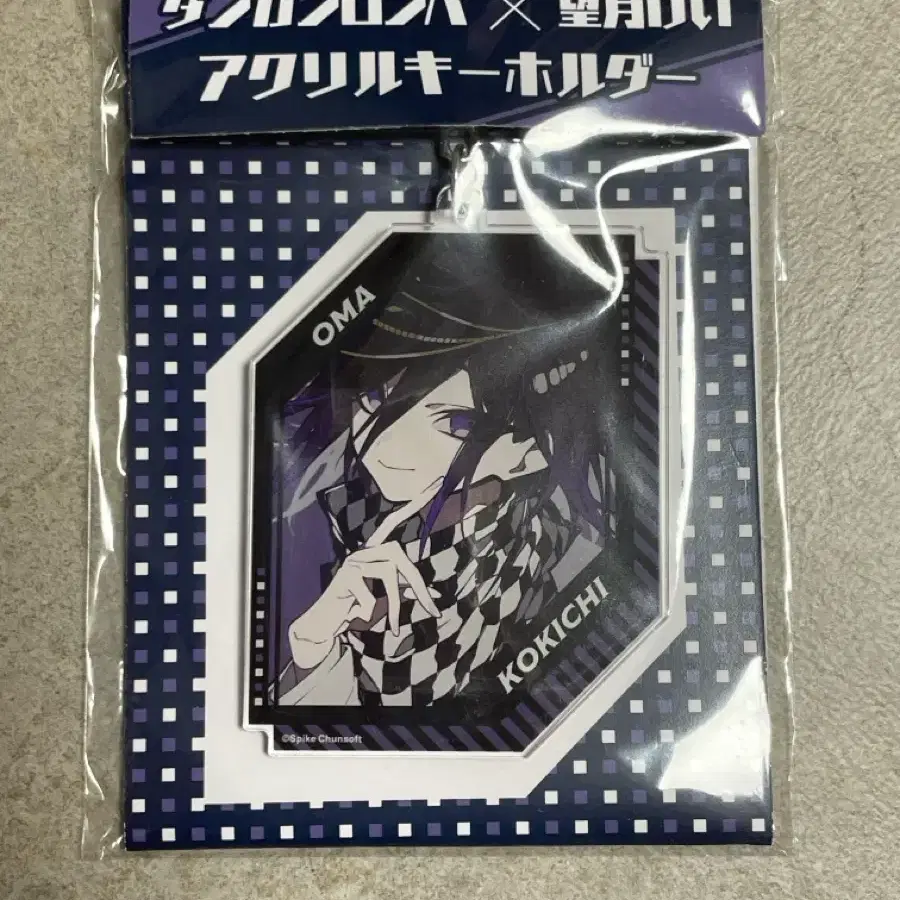 ダンガンロンパ×望月けい
アクリルキーホルダー
OMA
KOKICHI
©Spike Chunsoft